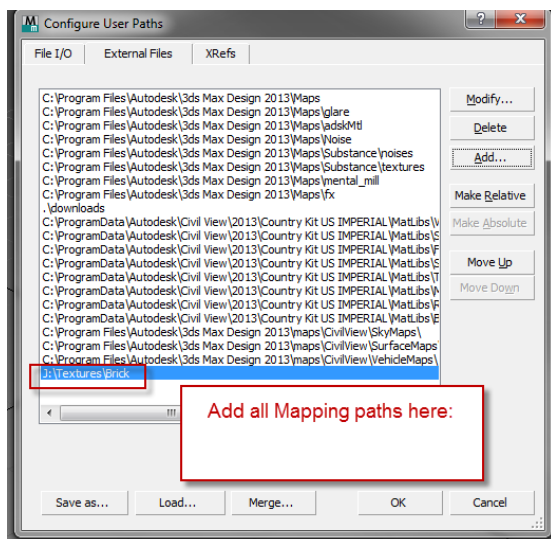 Configure User Paths
File I/O External Files XRefs
C:\Program Files\Autodesk\3ds Max Design 2013\Maps
C:\Program Files\Autodesk\3ds Max Design 2013\Maps\glare
C:\Program Files\Autodesk\3ds Max Design 2013\Maps\adskMtl
C:\Program Files\Autodesk\3ds Max Design 2013\Maps\Noise
C:\Program Files\Autodesk\3ds Max Design 2013\Maps\Substance\noises
C:\Program Files\Autodesk\3ds Max Design 2013\Maps\Substance\textures
C:\Program Files\Autodesk\3ds Max Design 2013\Maps\mental_mill
C:\Program Files\Autodesk\3ds Max Design 2013\Maps\fx
.\downloads
C:\ProgramData\Autodesk\Civil View\2013\Country Kit US IMPERIAL\MatLibs\V
C:\ProgramData\Autodesk\Civil View\2013\Country Kit US IMPERIAL\MatLibs\S
C:\ProgramData\Autodesk\Civil View\2013\Country Kit US IMPERIAL\MatLibs\F
C:\ProgramData\Autodesk\Civil View\2013\Country Kit US IMPERIAL\MatLibs\S
C:\ProgramData\Autodesk\Civil View\2013\Country Kit US IMPERIAL\MatLibs\T
C:\ProgramData\Autodesk\Civil View\2013\Country Kit US IMPERIAL\MatLibs\M
C:\ProgramData\Autodesk\Civil View\2013\Country Kit US IMPERIAL\MatLibs\R
C:\ProgramData\Autodesk\Civil View\2013\Country Kit US IMPERIAL\MatLibs\B
C:\Program Files\Autodesk\3ds Max Design 2013\maps\CivilView\SkyMaps\
C:\Program Files\Autodesk\3ds Max Design 2013\maps\CivilView\SurfaceMaps
C:\Program Files\Autodesk\3ds Max Design 2013\maps\CivilView\VehicleMaps\
J:\Textures\Brick
Modify...
Delete
Add...
Make Relative
Make Absolute
Move Up
Move Down
Add all Mapping paths here:
Save as... Load... Merge... OK Cancel